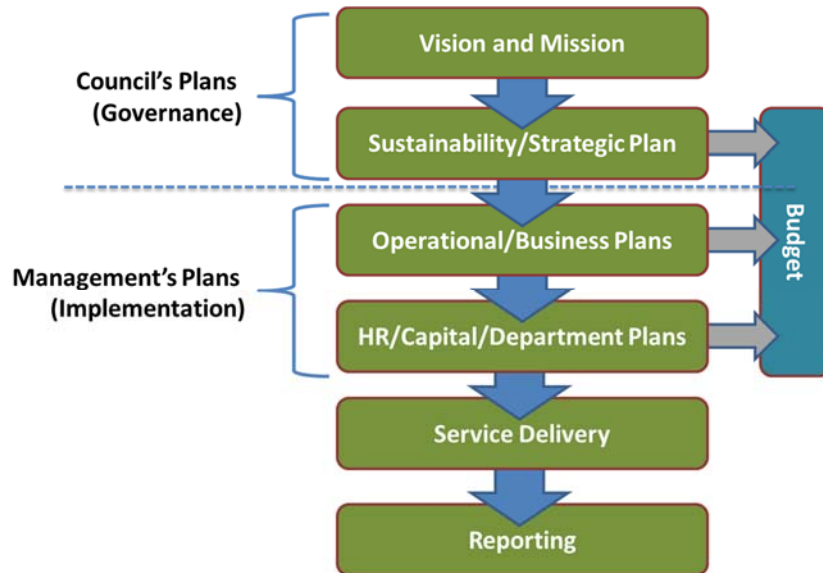 Vision and Mission
Council's Plans
(Governance)
Sustainability/Strategic Plan
Budget
Operational/Business Plans
Management's Plans
(Implementation)
HR/Capital/Department Plans
Service Delivery
Reporting